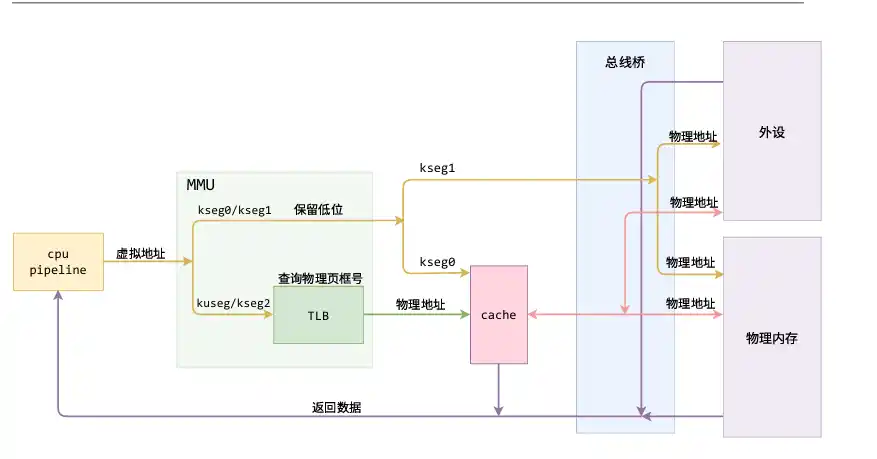 总线桥
外设
物理地址
kseg1
MMU
kseg0/kseg1
保留低位
物理地址
cpu
pipeline
虚拟地址
kseg0
物理地址
查询物理页框号
kuseg/kseg2
TLB
物理地址
cache
物理地址
物理内存
返回数据